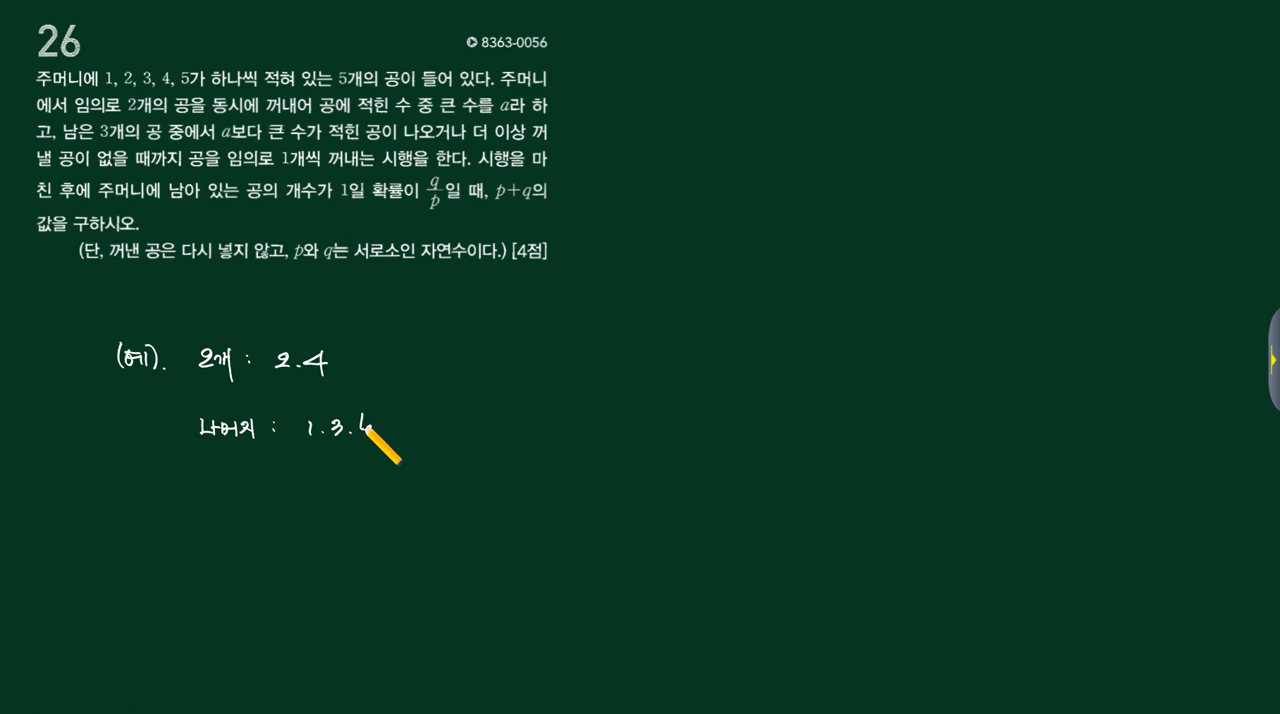 26
8363-0056
주머니에 1, 2, 3, 4, 5가 하나씩 적혀 있는 5개의 공이 들어 있다. 주머니
에서 임의로 2개의 공을 동시에 꺼내어 공에 적힌 수 중 큰 수를 a라 하
고, 남은 3개의 공 중에서 a보다 큰 수가 적힌 공이 나오거나 더 이상 꺼
낼 공이 없을 때까지 공을 임의로 1개씩 꺼내는 시행을 한다. 시행을 마
친 후에 주머니에 남아 있는 공의 개수가 1일 확률이 q/p일 때, p+q의
값을 구하시오.
(단, 꺼낸 공은 다시 넣지 않고, p와 q는 서로소인 자연수이다.) [4점]
(예). 2개 : 2.4
나머지 : 1.3.